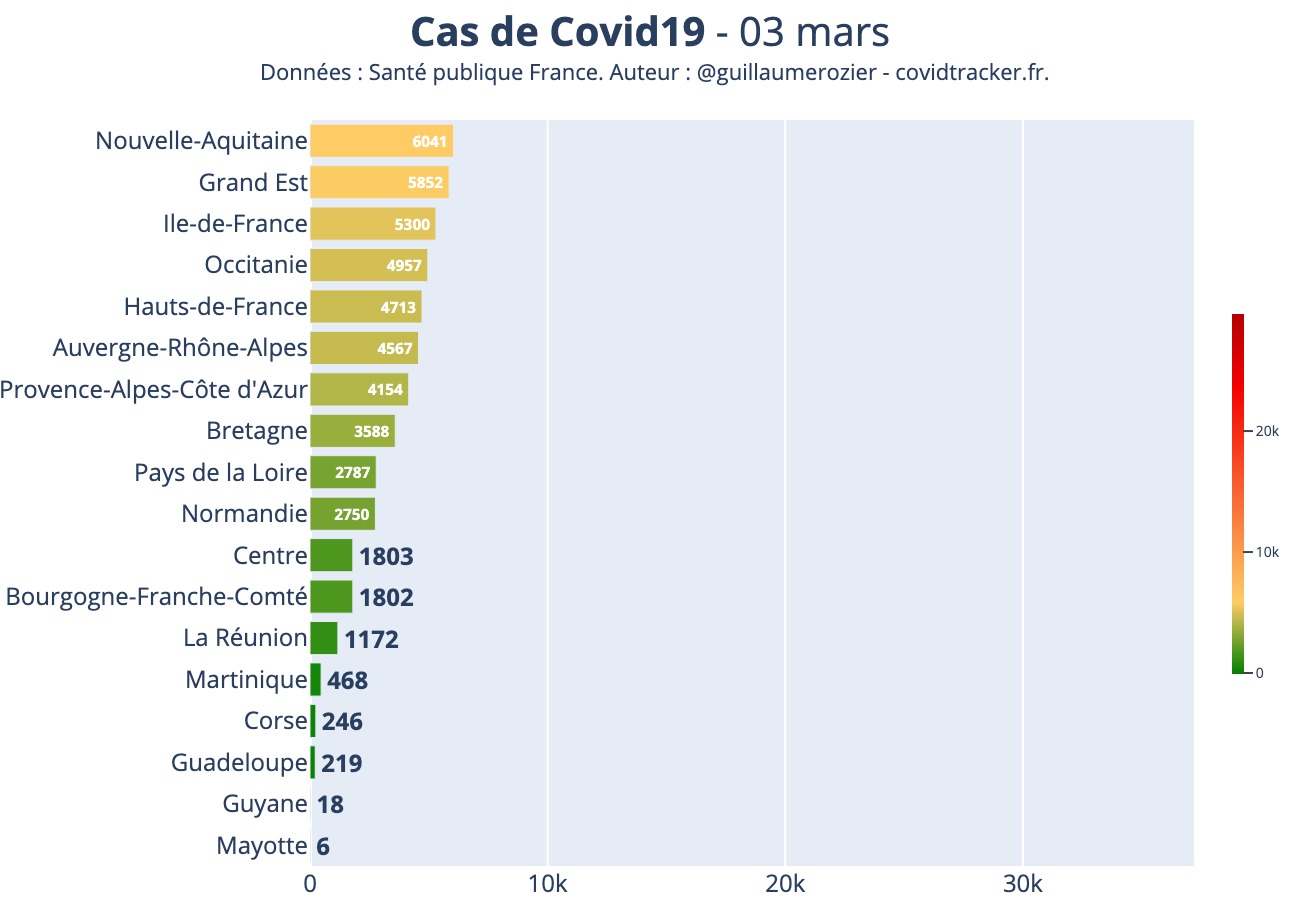 Cas de Covid19 - 03 mars
Données : Santé publique France. Auteur : @guillaumerozier - covidtracker.fr.
Nouvelle-Aquitaine 6041
Grand Est 5852
Ile-de-France 5300
Occitanie 4957
Hauts-de-France 4713
Auvergne-Rhône-Alpes 4567
Provence-Alpes-Côte d'Azur 4154
Bretagne 3588
Pays de la Loire 2787
Normandie 2750
Centre 1803
Bourgogne-Franche-Comté 1802
La Réunion 1172
Martinique 468
Corse 246
Guadeloupe 219
Guyane 18
Mayotte 6
0 10k 20k 30k
20k
10k
0